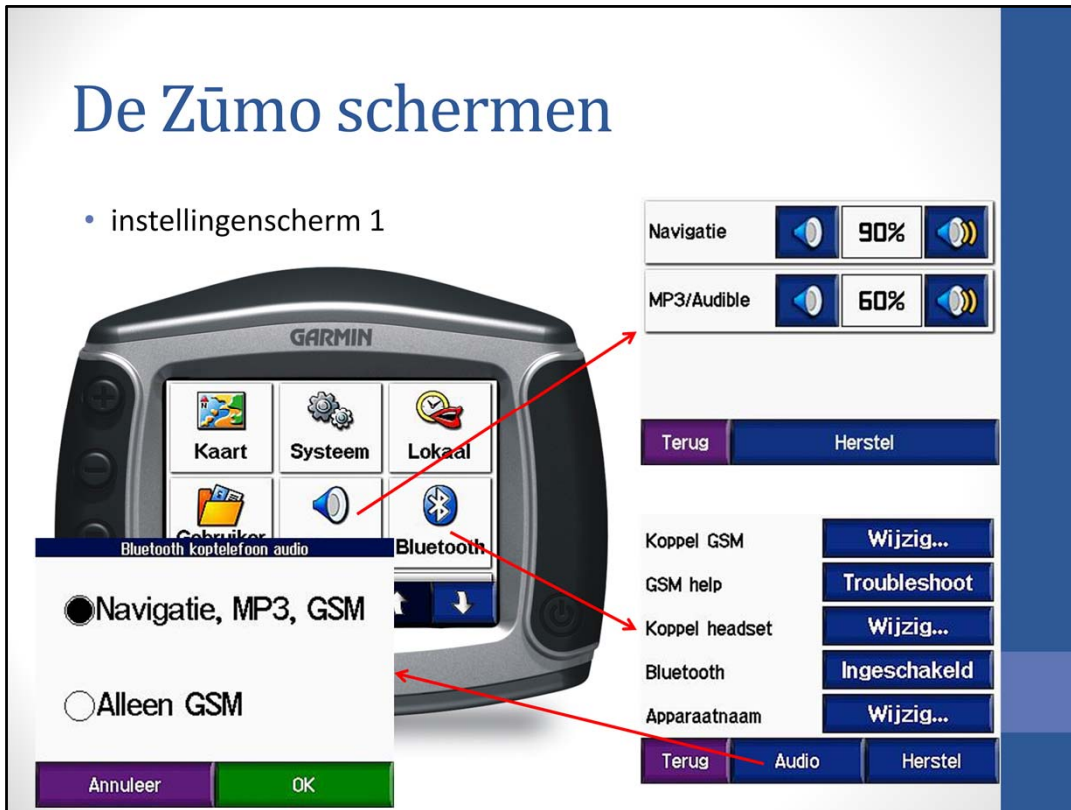 De Zūmo schermen
• instellingenscherm 1
GARMIN
Kaart Systeem Lokaal
Gebruiker Bluetooth
Navigatie 90%
MP3/Audible 60%
Terug Herstel
Koppel GSM Wijzig...
GSM help Troubleshoot
Koppel headset Wijzig...
Bluetooth Ingeschakeld
Apparaatnaam Wijzig...
Terug Audio Herstel
Bluetooth koptelefoon audio
Navigatie, MP3, GSM
Alleen GSM
Annuleer OK